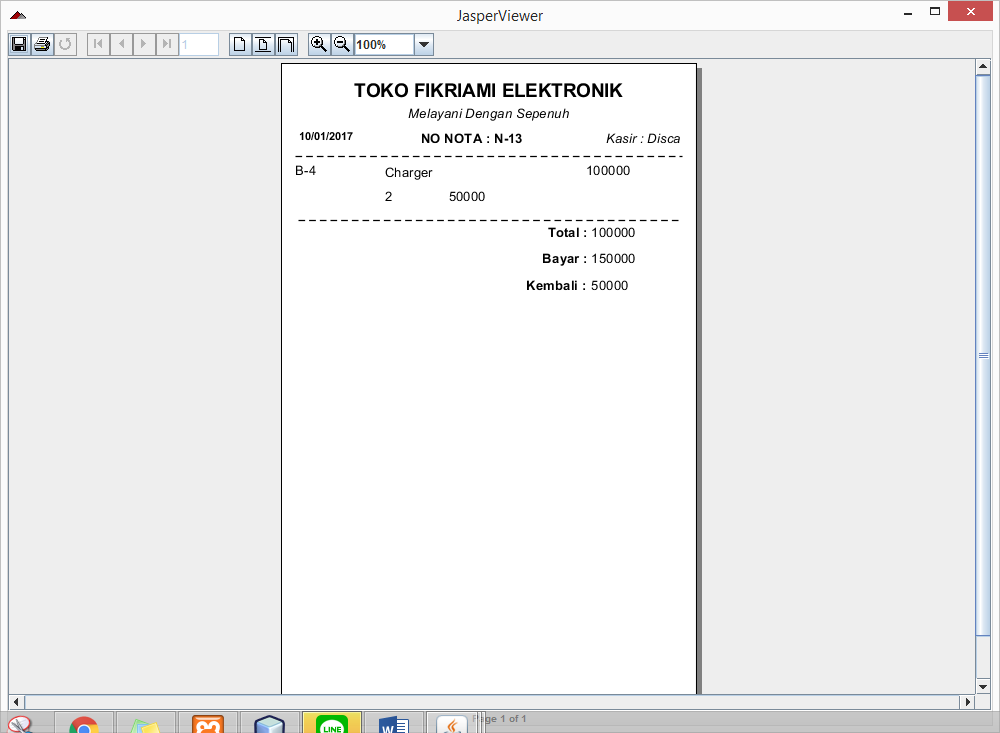 JasperViewer
1
100%
TOKO FIKRIAMI ELEKTRONIK
Melayani Dengan Sepenuh
10/01/2017 NO NOTA : N-13 Kasir : Disca
B-4 Charger 100000
2 50000
Total : 100000
Bayar : 150000
Kembali : 50000
Page 1 of 1
LINE
W